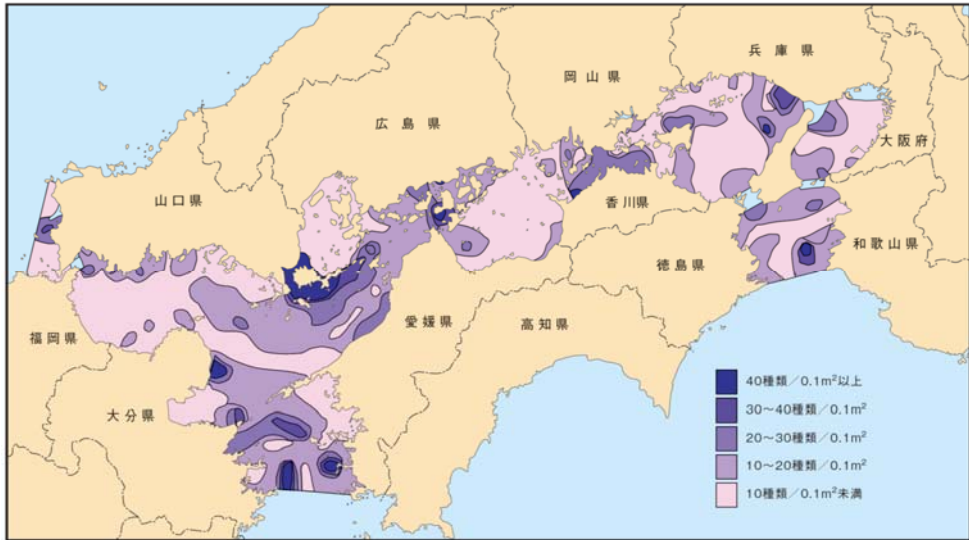 兵庫県
岡山県
広島県
大阪府
山口県
香川県
和歌山県
徳島県
愛媛県
高知県
福岡県
大分県
40種類／0.1m²以上
30～40種類／0.1m²
20～30種類／0.1m²
10～20種類／0.1m²
10種類／0.1m²未満